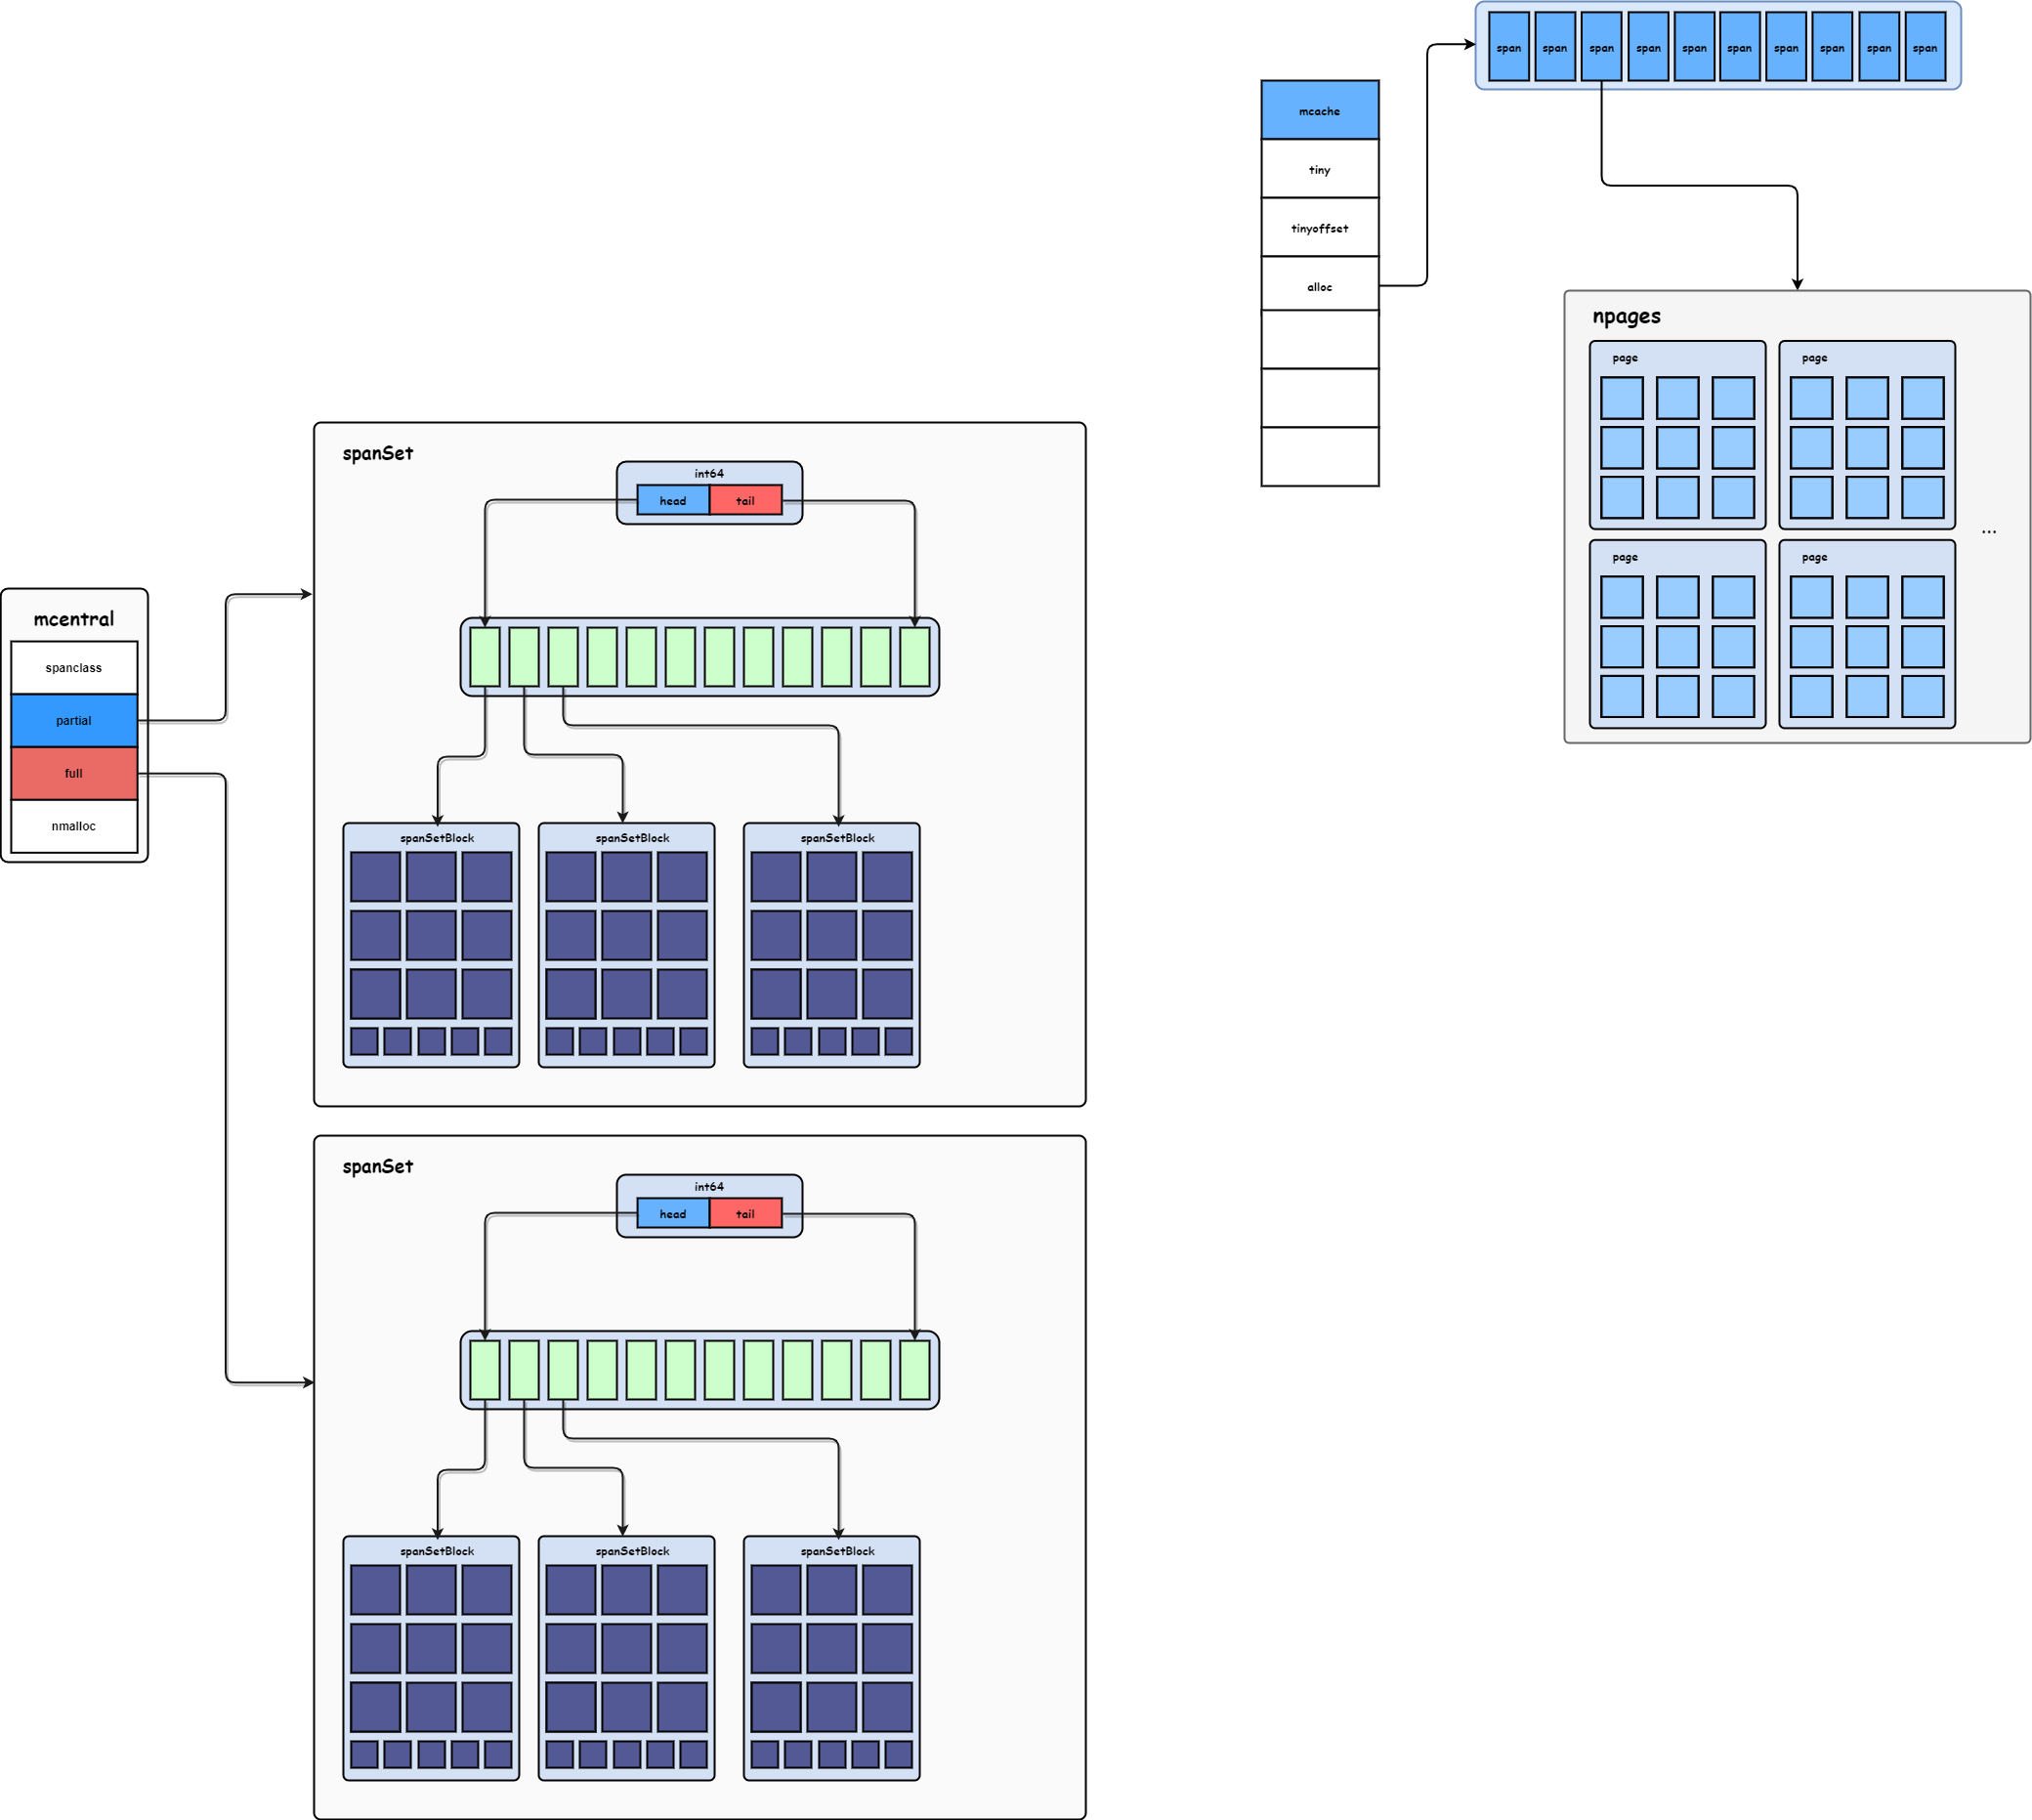 span span span span span span span span span span
mcache
tiny
tinyoffset
alloc
npages
page page
...
page page
mcentral
spanclass
partial
full
nmalloc
spanSet
int64
head tail
spanSetBlock spanSetBlock spanSetBlock
spanSet
int64
head tail
spanSetBlock spanSetBlock spanSetBlock